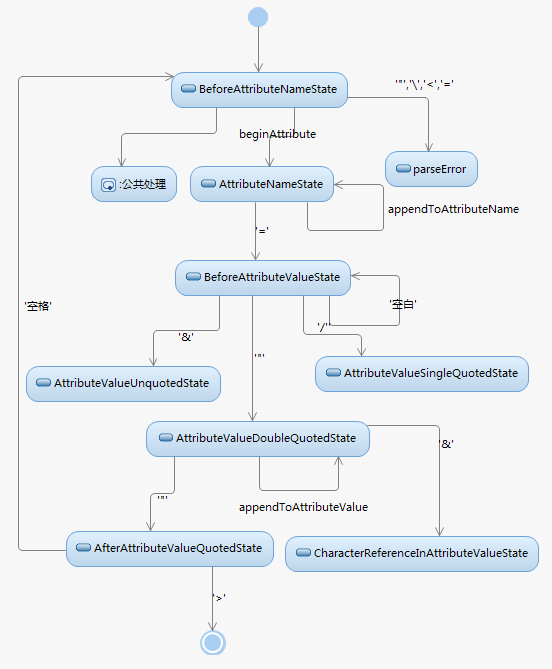 BeforeAttributeNameState
'"','\','<','='
beginAttribute
:公共处理
AttributeNameState
parseError
appendToAttributeName
'='
BeforeAttributeValueState
'空格'
'空白'
'&'
'/''
'"'
AttributeValueUnquotedState
AttributeValueSingleQuotedState
AttributeValueDoubleQuotedState
'&'
'"'
appendToAttributeValue
AfterAttributeValueQuotedState
CharacterReferenceInAttributeValueState
'>'